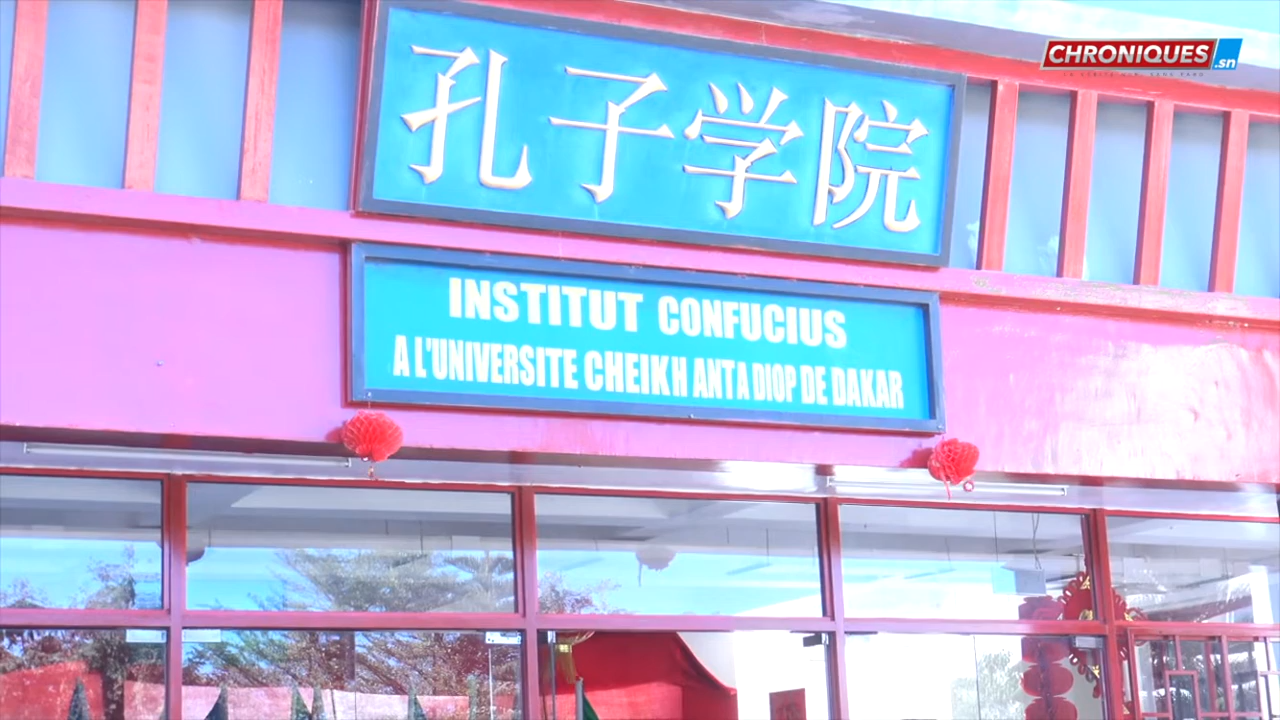 孔子学院
INSTITUT CONFUCIUS
A L'UNIVERSITE CHEIKH ANTA DIOP DE DAKAR
CHRONIQUES.sn